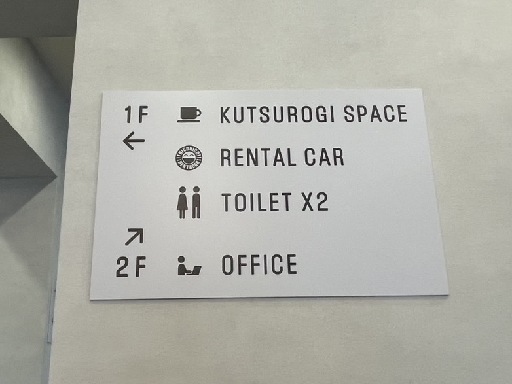 1F KUTSUROGI SPACE
← RENTAL CAR
TOILET X2
↗
2F OFFICE